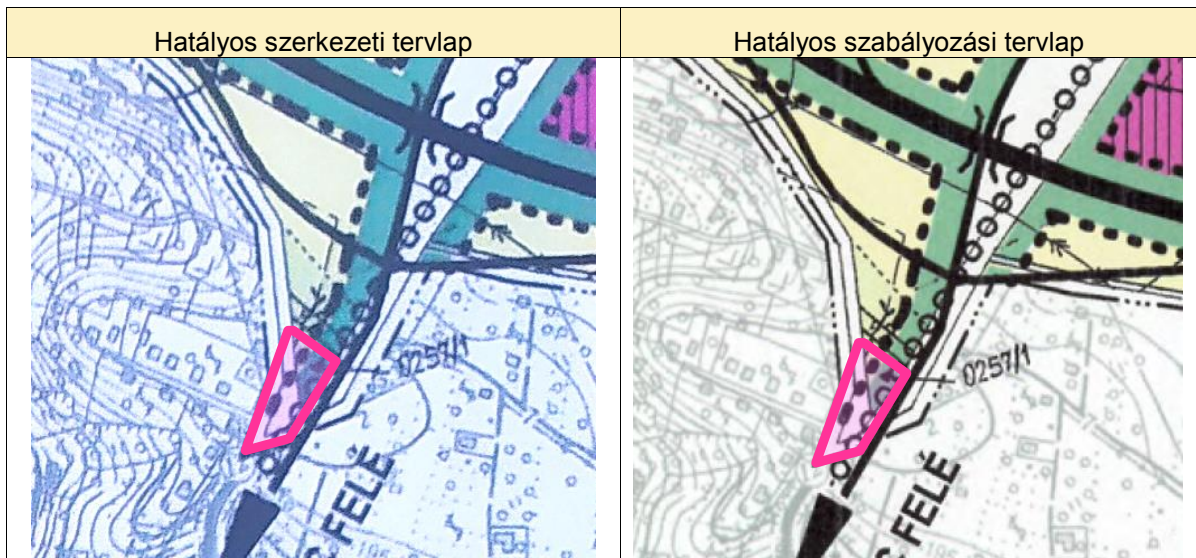 Hatályos szerkezeti tervlap
Hatályos szabályozási tervlap
0257/1
FELÉ
0257/1
C FELÉ